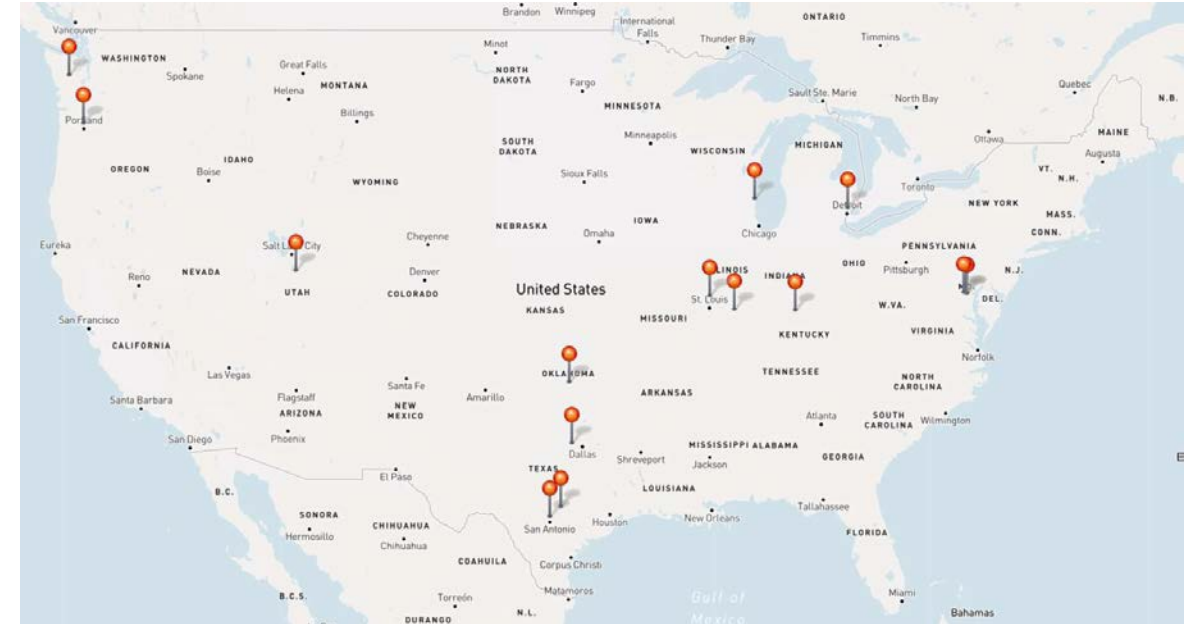 Brandon
Winnipeg
ONTARIO
Vancouver
International
Falls
Thunder Bay
Timmins
Minot
WASHINGTON
Spokane
Great Falls
MONTANA
Helena
NORTH
DAKOTA
Fargo
MINNESOTA
Sault Ste. Marie
North Bay
Quebec
N.B.
Billings
Portland
Minneapolis
Ottawa
MAINE
Augusta
SOUTH
DAKOTA
WISCONSIN
MICHIGAN
OREGON
IDAHO
Boise
WYOMING
Sioux Falls
VT.
N.H.
Toronto
Detroit
NEW YORK
MASS.
CONN.
NEBRASKA
IOWA
Omaha
Chicago
Eureka
Salt Lake City
Cheyenne
PENNSYLVANIA
Pittsburgh
OHIO
N.J.
Reno
NEVADA
UTAH
Denver
COLORADO
United States
KANSAS
ILLINOIS
INDIANA
St. Louis
MISSOURI
W.VA.
DEL.
San Francisco
CALIFORNIA
KENTUCKY
VIRGINIA
Norfolk
Las Vegas
Santa Fe
Amarillo
OKLAHOMA
TENNESSEE
NORTH
CAROLINA
Santa Barbara
Flagstaff
ARIZONA
NEW
MEXICO
ARKANSAS
Atlanta
SOUTH
CAROLINA
Wilmington
San Diego
Phoenix
Dallas
Shreveport
MISSISSIPPI
ALABAMA
Jackson
GEORGIA
El Paso
TEXAS
LOUISIANA
B.C.
SONORA
Hermosillo
CHIHUAHUA
Chihuahua
San Antonio
Houston
New Orleans
Tallahassee
FLORIDA
COAHUILA
Corpus Christi
B.C.S.
Torreón
Matamoros
N.L.
DURANGO
Gulf of
Mexico
Miami
Bahamas